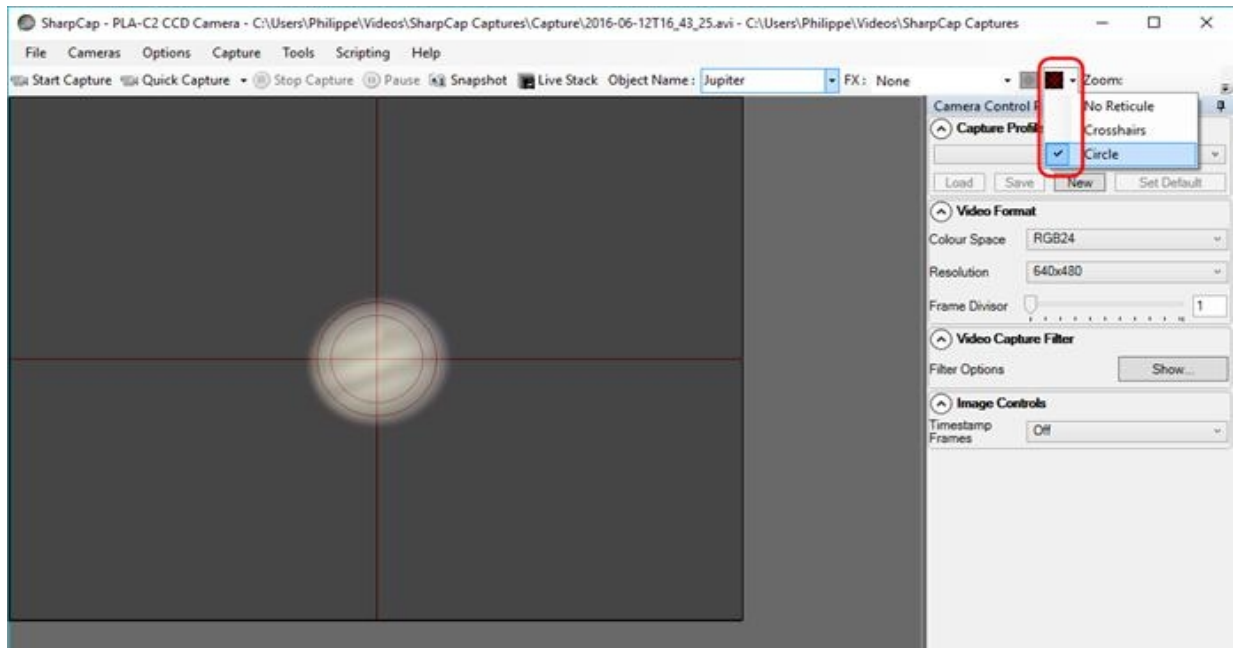 SharpCap - PLA-C2 CCD Camera - C:\Users\Philippe\Videos\SharpCap Captures\Capture\2016-06-12T16_43_25.avi - C:\Users\Philippe\Videos\SharpCap Captures
File Cameras Options Capture Tools Scripting Help
Start Capture Quick Capture Stop Capture Pause Snapshot Live Stack Object Name : Jupiter FX : None Zoom:
Camera Control No Reticule
Capture Crosshairs
Circle
Load Save New Set Default
Video Format
Colour Space RGB24
Resolution 640x480
Frame Divisor 1
Video Capture Filter
Filter Options Show...
Image Controls
Timestamp Frames Off